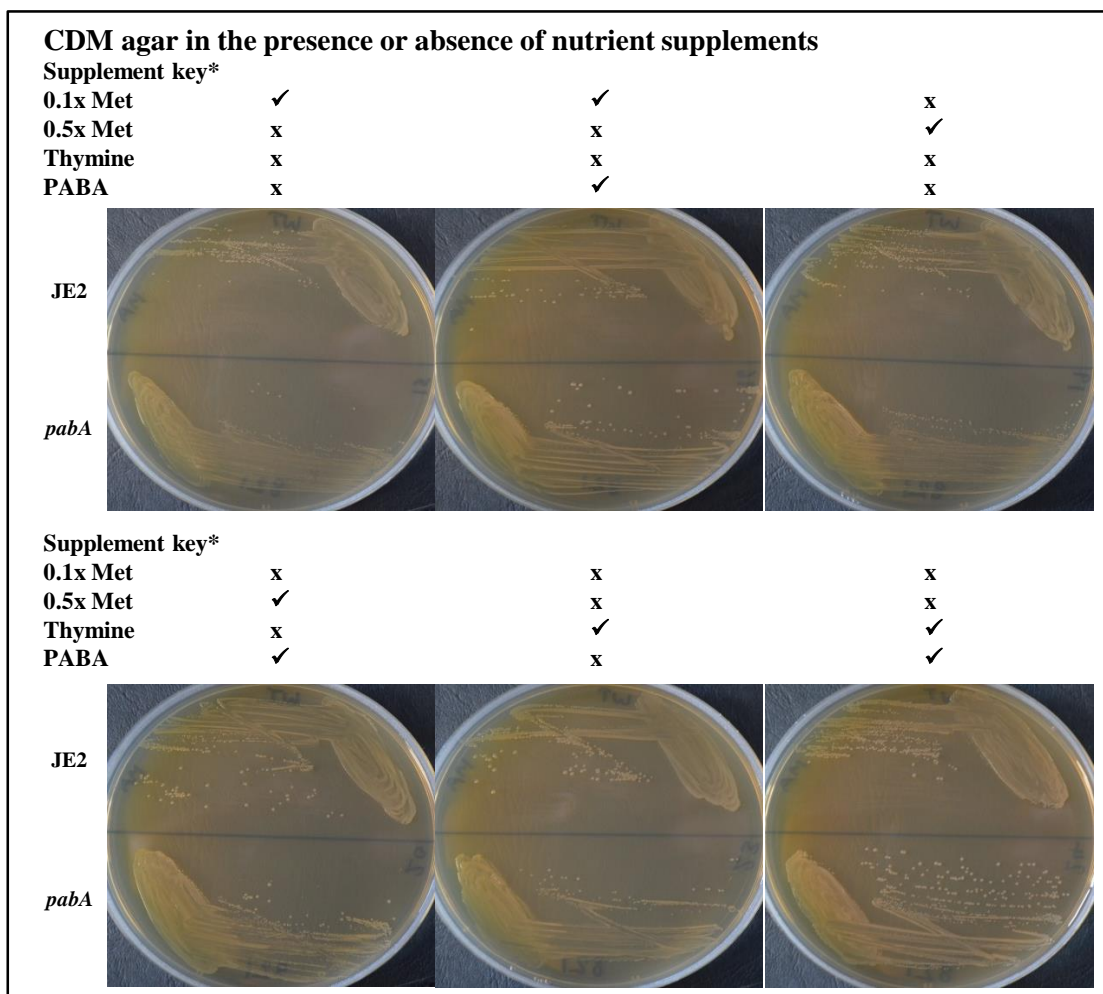 CDM agar in the presence or absence of nutrient supplements
Supplement key*
0.1x Met ✓ ✓ x
0.5x Met x x ✓
Thymine x x x
PABA x ✓ x
JE2
pabA
Supplement key*
0.1x Met x x x
0.5x Met ✓ x x
Thymine x ✓ ✓
PABA ✓ x ✓
JE2
pabA